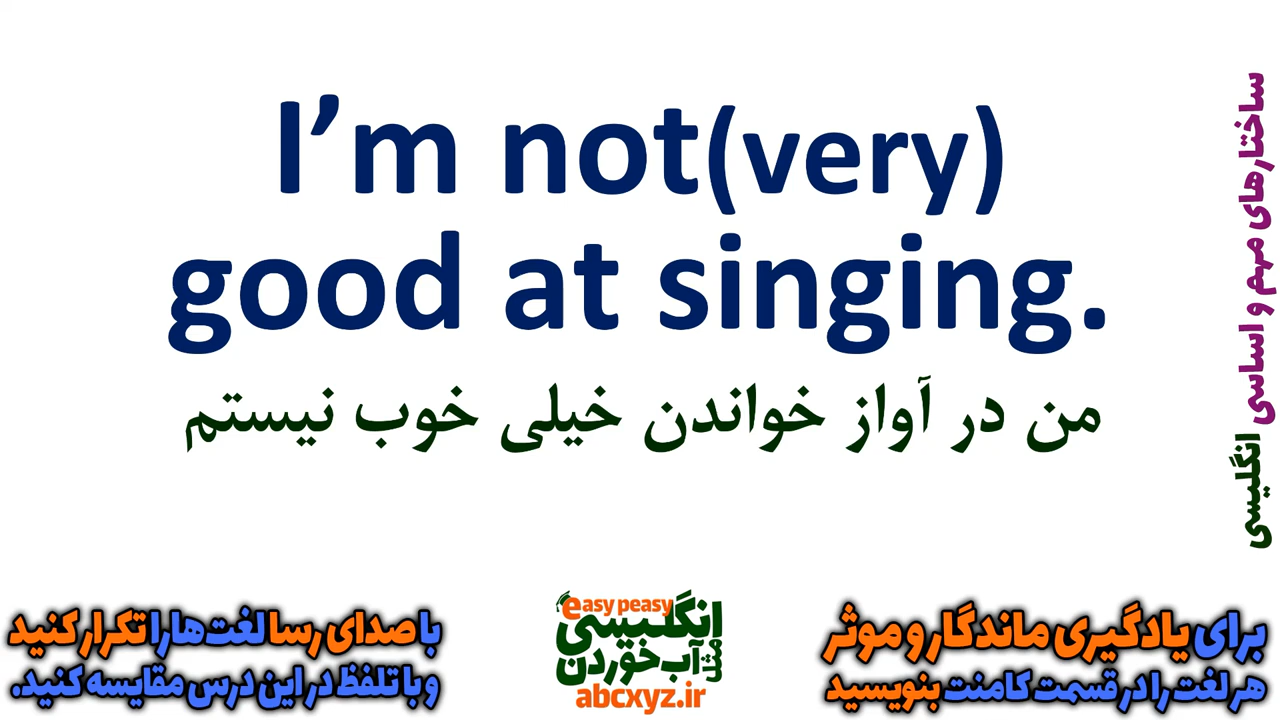 I'm not(very)
good at singing.
من در آواز خواندن خیلی خوب نیستم
ساختارهای مهم و اساسی انگلیسی
برای یادگیری ماندگار و موثر
هر لغت را در قسمت کامنت بنویسید
easy peasy
انگلیسی
مثل آب خوردن
abcxyz.ir
با صدای رسا لغت‌ها را تکرار کنید
و با تلفظ در این درس مقایسه کنید.